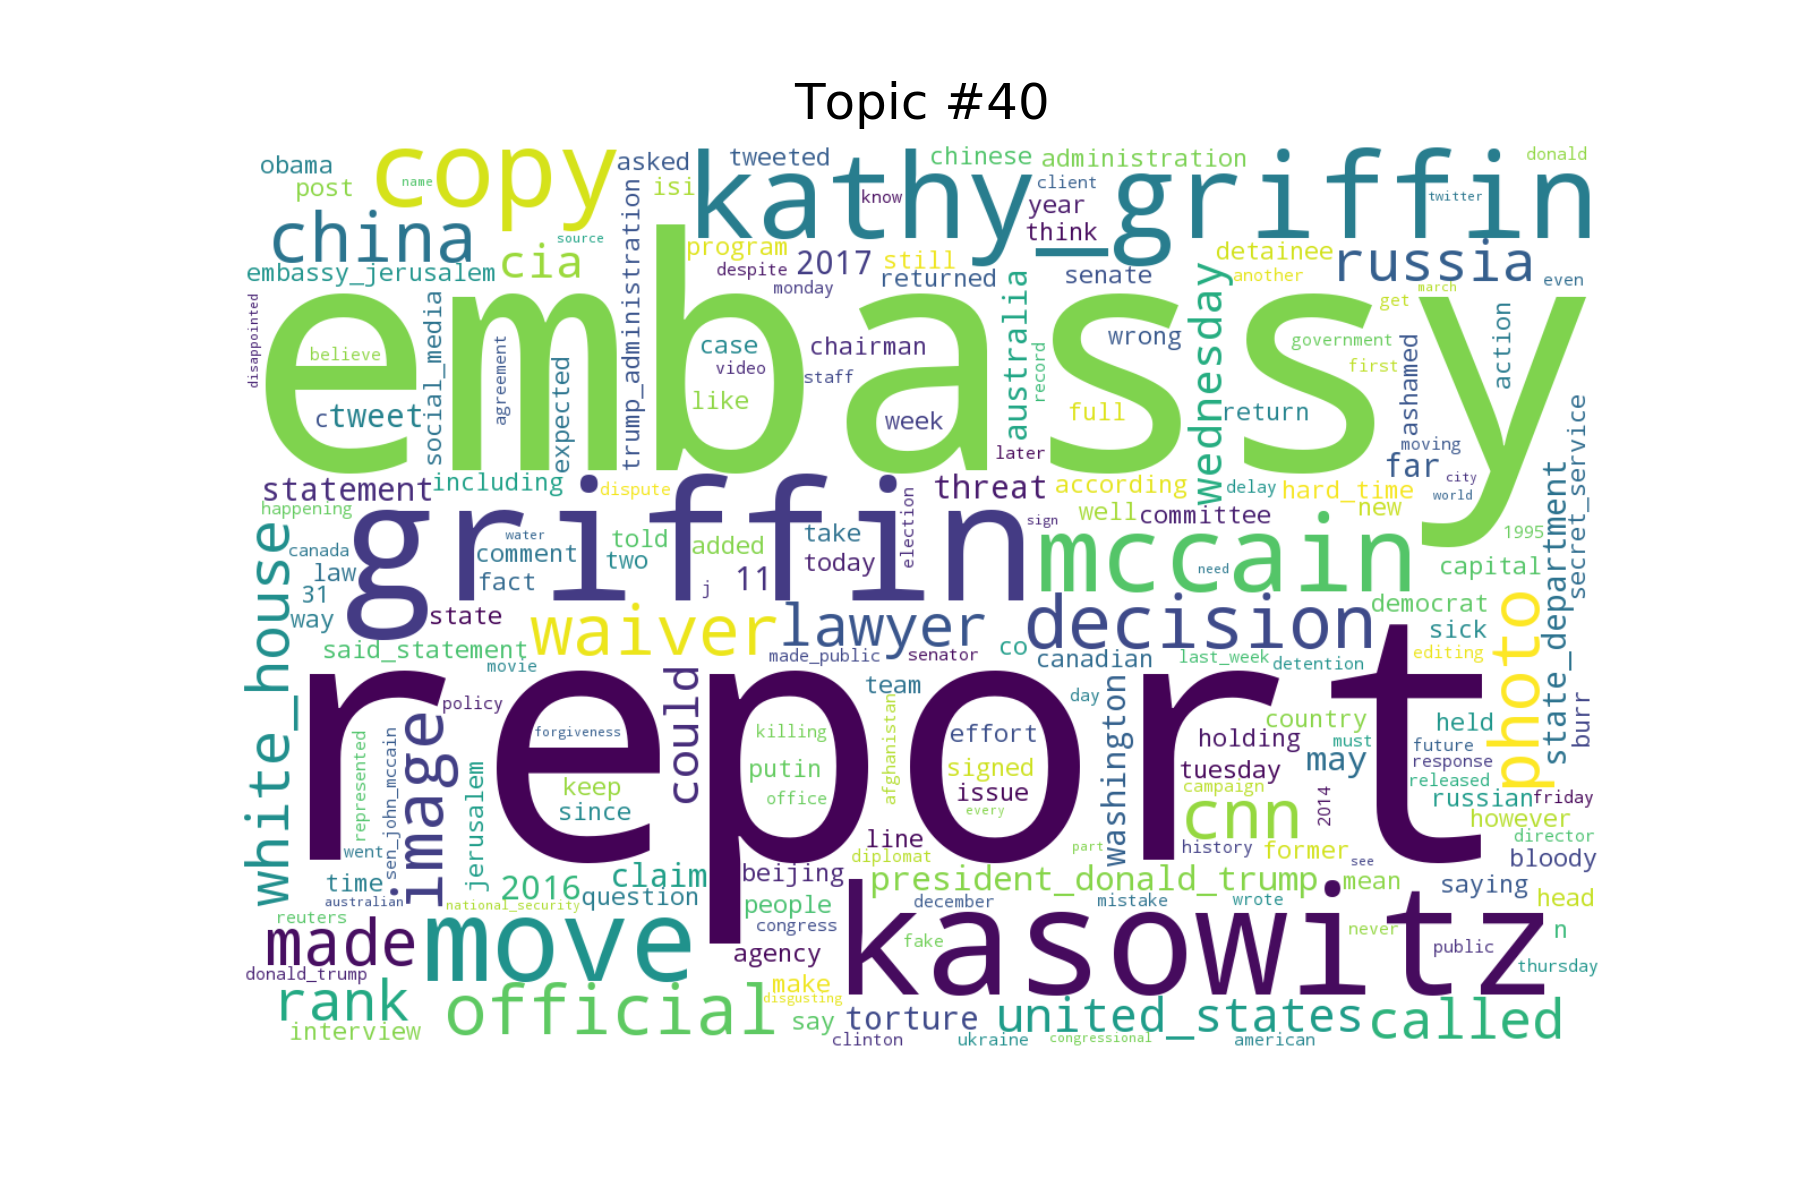 Topic #40
obama
post
copy
name
asked
tweeted
chinese
administration
donald
isi
kathy_griffin
know
client
year
think
twitter
china
source
cia
program
2017
still
detainee
russia
embassy_jerusalem
despite
monday
returned
senate
another
even
march
get
disappointed
embassy
believe
social_media
agreement
expected
trump_administration
case
video
like
chairman
staff
week
australia
record
full
wrong
wednesday
government
first
ashamed
action
c
tweet
return
later
moving
far
city
world
statement
including
dispute
threat
according
delay
hard_time
new
state_department
secret_service
happening
griffin
election
sign
well
committee
1995
canada
law
31
way
water
comment
fact
told
two
added
take
today
11
j
mccain
need
capital
white_house
state
waiver
lawyer
decision
democrat
sick
photo
said_statement
movie
made_public
senator
co
canadian
last_week
detention
editing
report
policy
image
could
team
day
washington
country
held
burr
forgiveness
killing
afghanistan
effort
holding
must
future
represented
sen_john_mccain
jerusalem
keep
since
putin
office
signed
issue
every
tuesday
may
response
released
campaign
cnn
2014
russian
friday
however
director
went
line
diplomat
part
history
former
see
bloody
time
australian
2016
claim
question
beijing
president_donald_trump
mean
saying
head
national_security
reuters
people
congress
december
mistake
wrote
made
move
agency
fake
kasowitz
never
public
n
thursday
donald_trump
rank
official
make
disgusting
interview
say
torture
united_states
called
clinton
ukraine
congressional
american